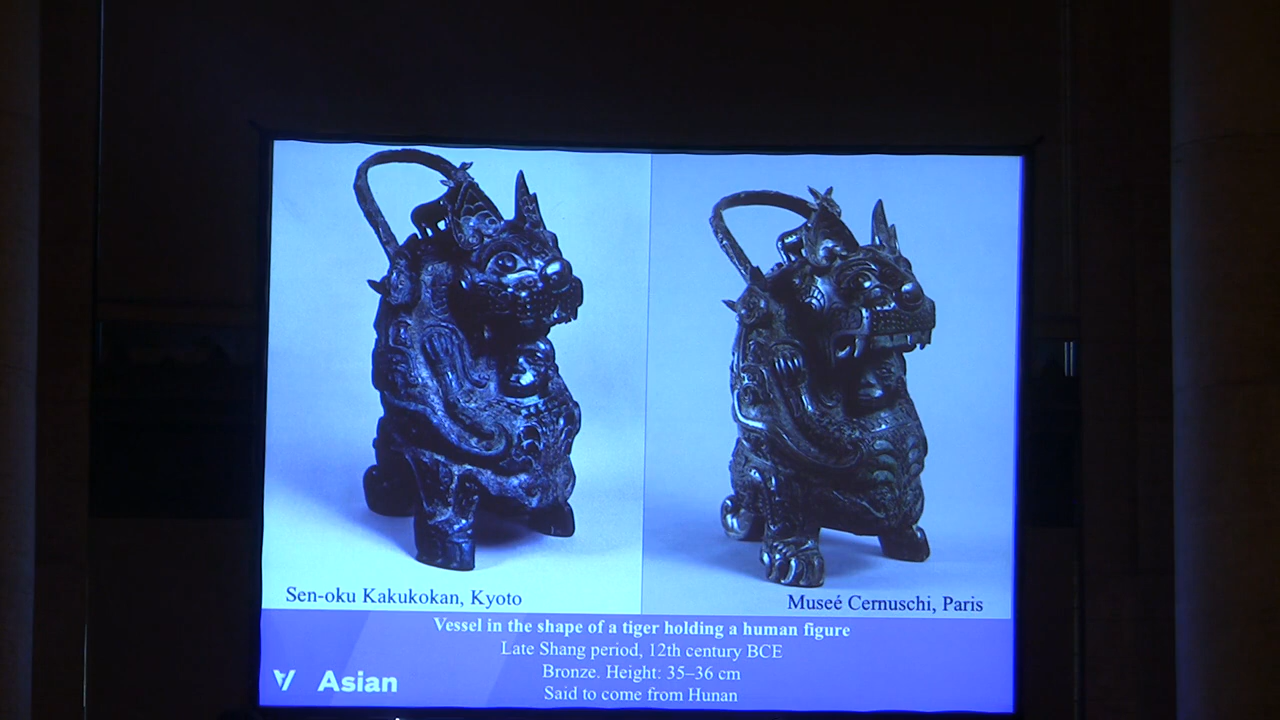 Sen-oku Kakukokan, Kyoto
Museé Cernuschi, Paris
Vessel in the shape of a tiger holding a human figure
Late Shang period, 12th century BCE
Bronze. Height: 35–36 cm
Said to come from Hunan
Asian